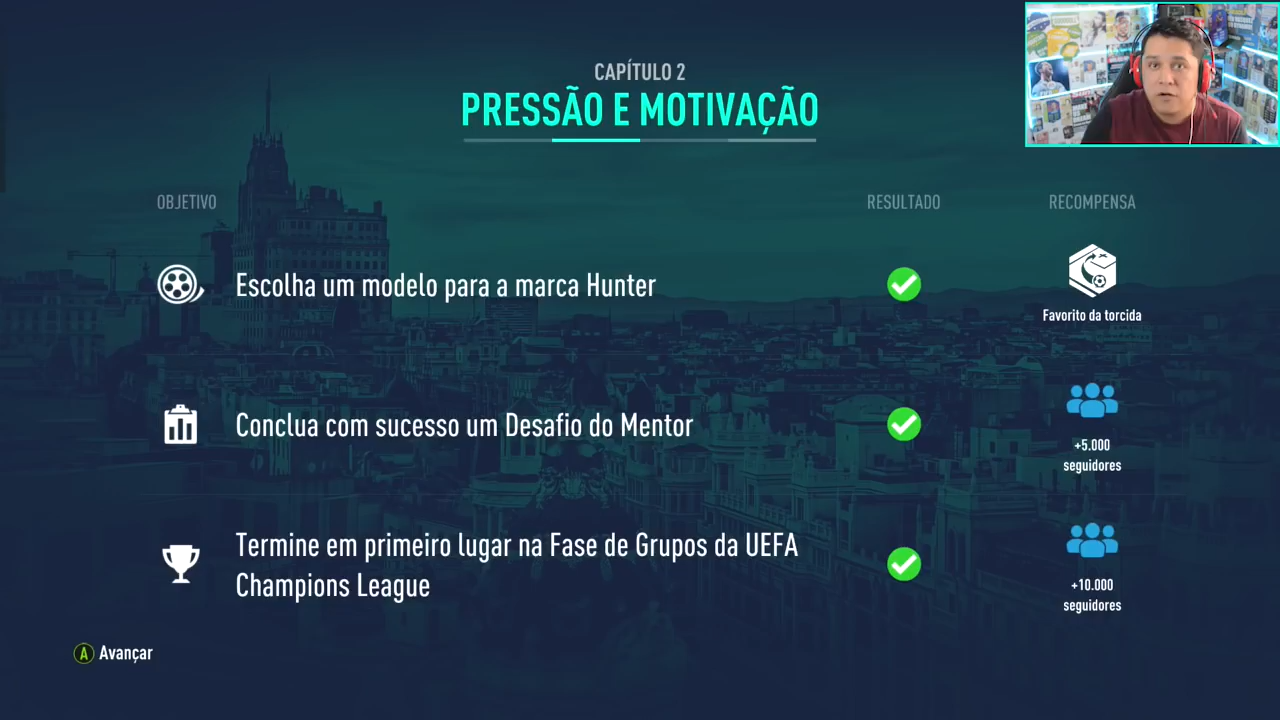 CAPÍTULO 2
PRESSÃO E MOTIVAÇÃO
OBJETIVO
RESULTADO
RECOMPENSA
Escolha um modelo para a marca Hunter
Favorito da torcida
Conclua com sucesso um Desafio do Mentor
+5.000
seguidores
Termine em primeiro lugar na Fase de Grupos da UEFA
Champions League
+10.000
seguidores
A Avançar